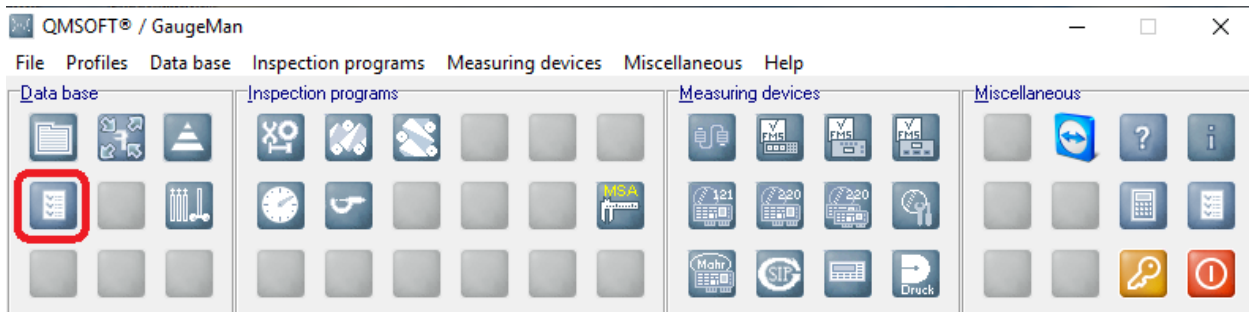 QMSOFT® / GaugeMan
File Profiles Data base Inspection programs Measuring devices Miscellaneous Help
Data base Inspection programs Measuring devices Miscellaneous
FMS FMS FMS ? i
MSA 121 220 220
Mahr SIP Druck